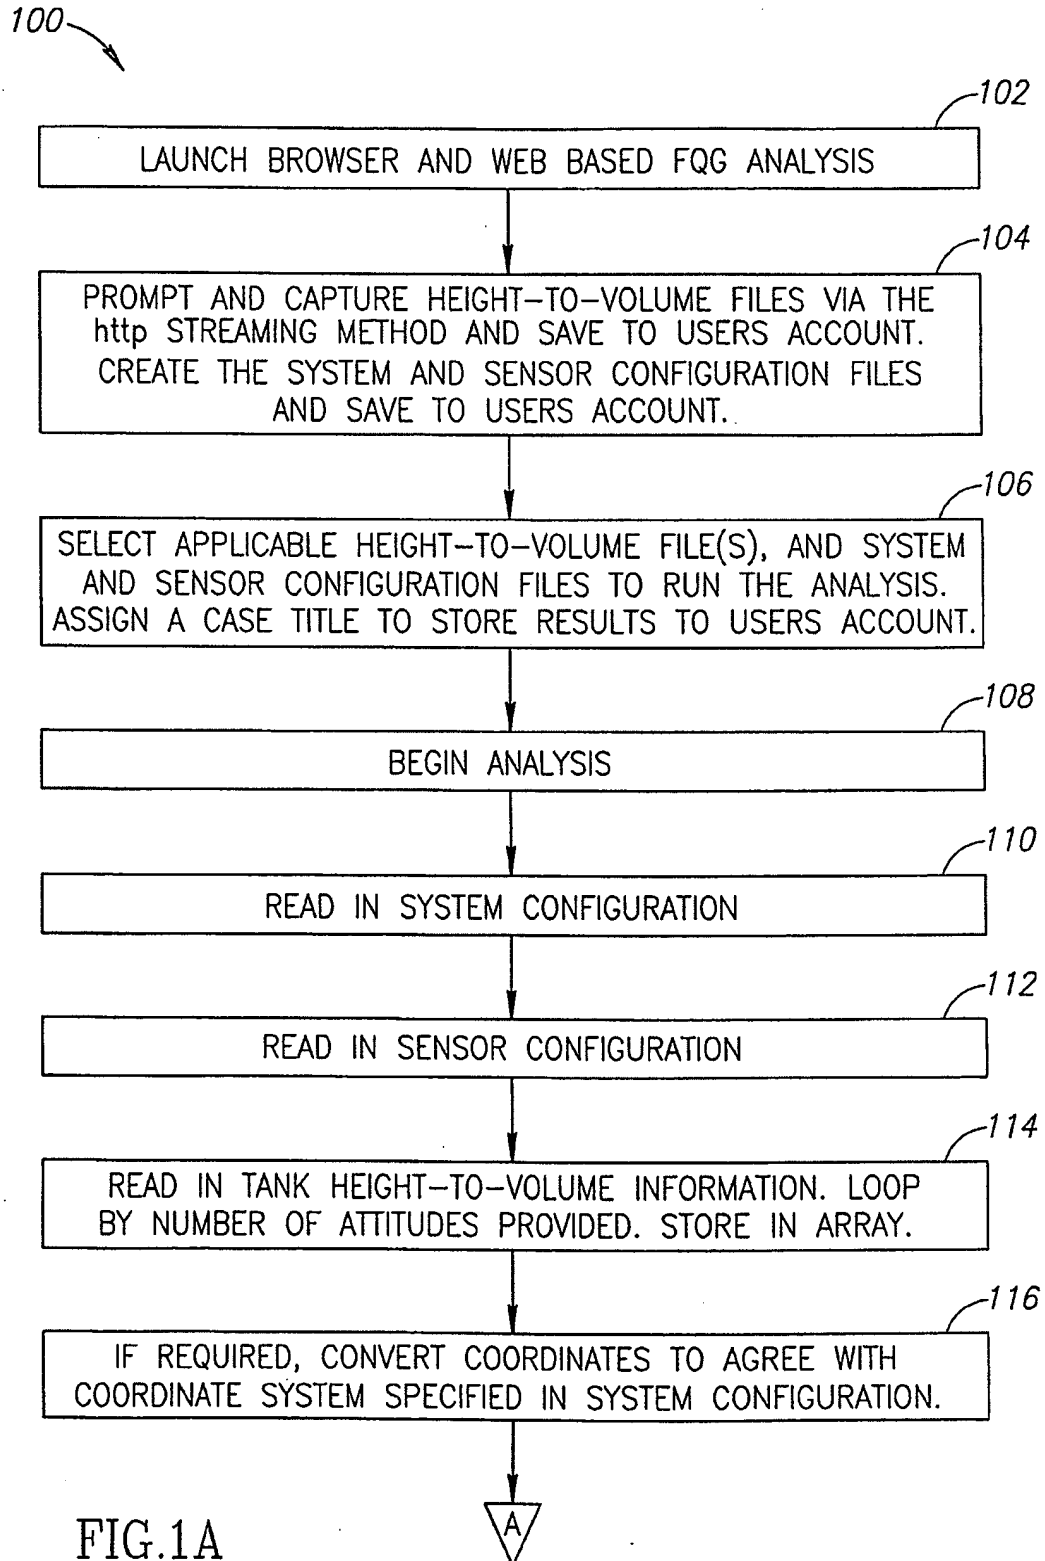 100
102
LAUNCH BROWSER AND WEB BASED FQG ANALYSIS
104
PROMPT AND CAPTURE HEIGHT-TO-VOLUME FILES VIA THE
http STREAMING METHOD AND SAVE TO USERS ACCOUNT.
CREATE THE SYSTEM AND SENSOR CONFIGURATION FILES
AND SAVE TO USERS ACCOUNT.
106
SELECT APPLICABLE HEIGHT-TO-VOLUME FILE(S), AND SYSTEM
AND SENSOR CONFIGURATION FILES TO RUN THE ANALYSIS.
ASSIGN A CASE TITLE TO STORE RESULTS TO USERS ACCOUNT.
108
BEGIN ANALYSIS
110
READ IN SYSTEM CONFIGURATION
112
READ IN SENSOR CONFIGURATION
114
READ IN TANK HEIGHT-TO-VOLUME INFORMATION. LOOP
BY NUMBER OF ATTITUDES PROVIDED. STORE IN ARRAY.
116
IF REQUIRED, CONVERT COORDINATES TO AGREE WITH
COORDINATE SYSTEM SPECIFIED IN SYSTEM CONFIGURATION.
A
FIG.1A